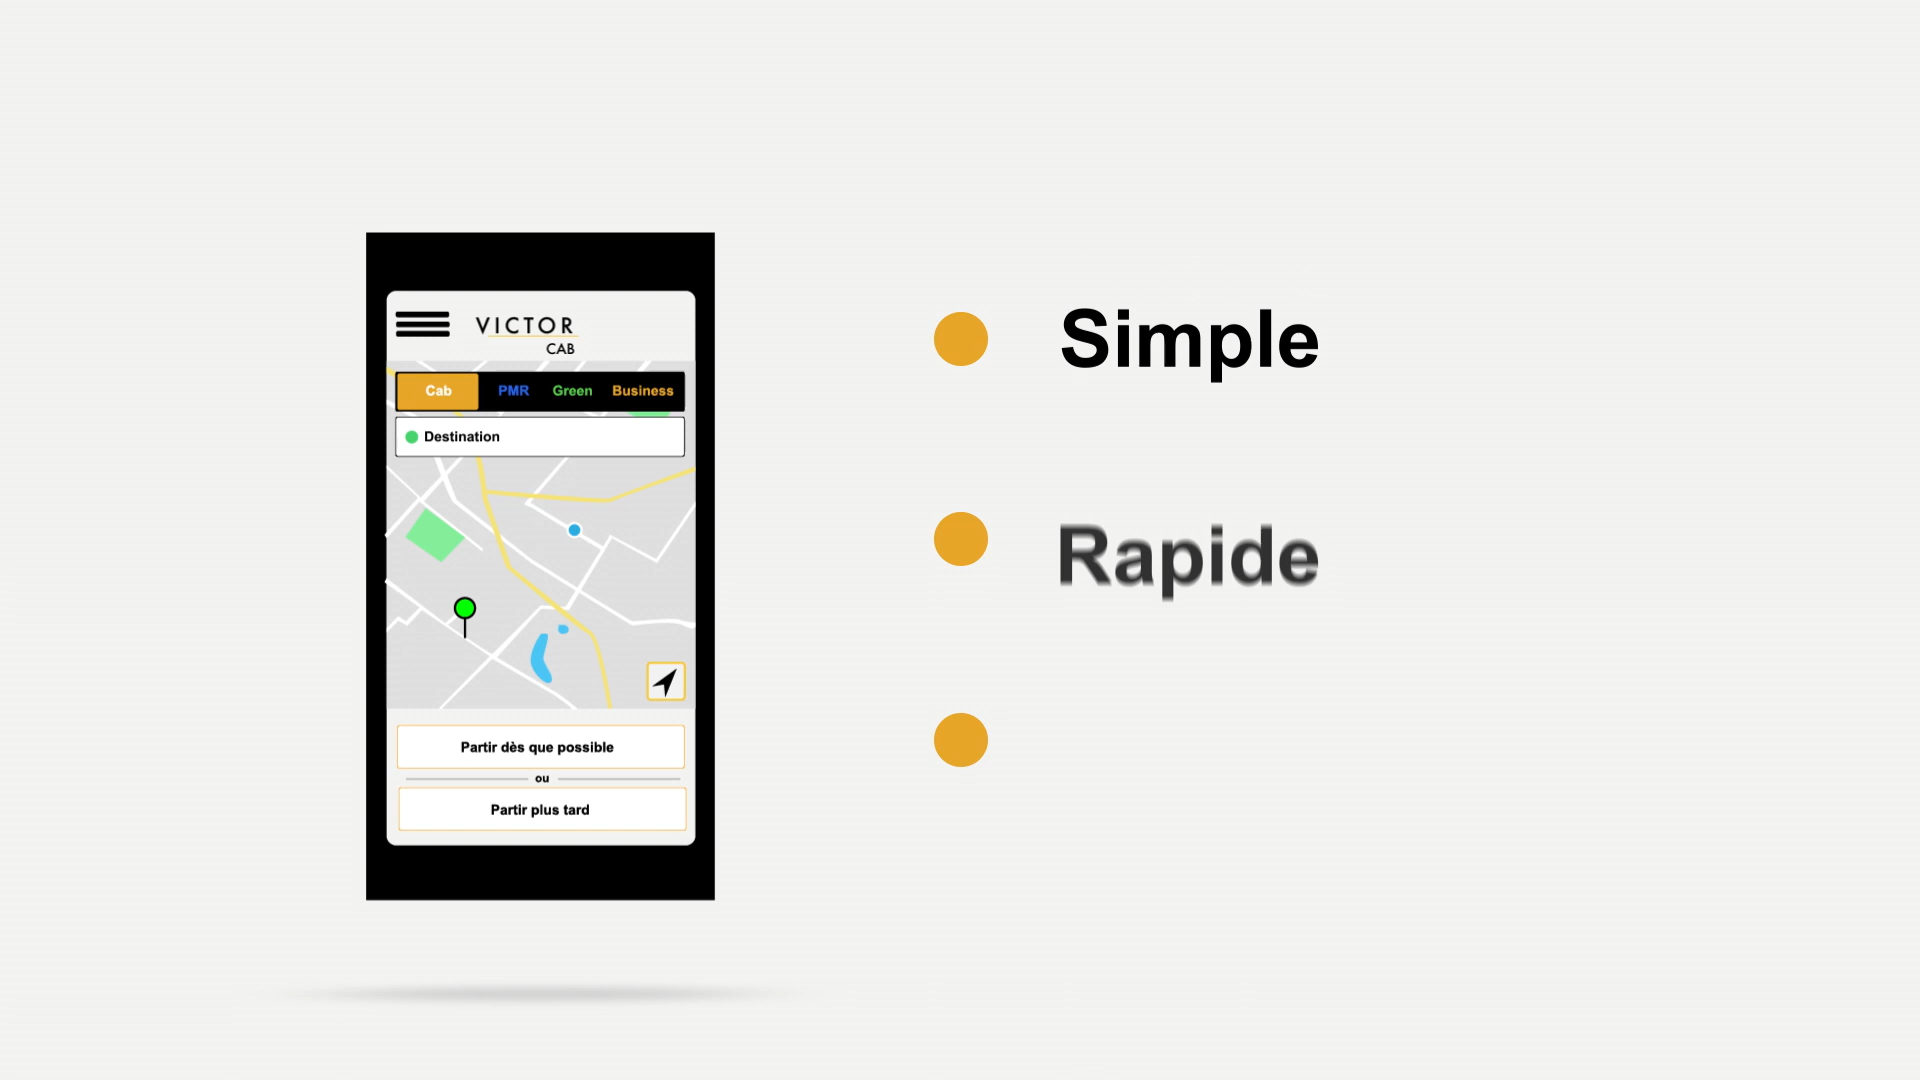 VICTOR
CAB
Cab PMR Green Business
Destination
Partir dès que possible
ou
Partir plus tard
Simple
Rapide